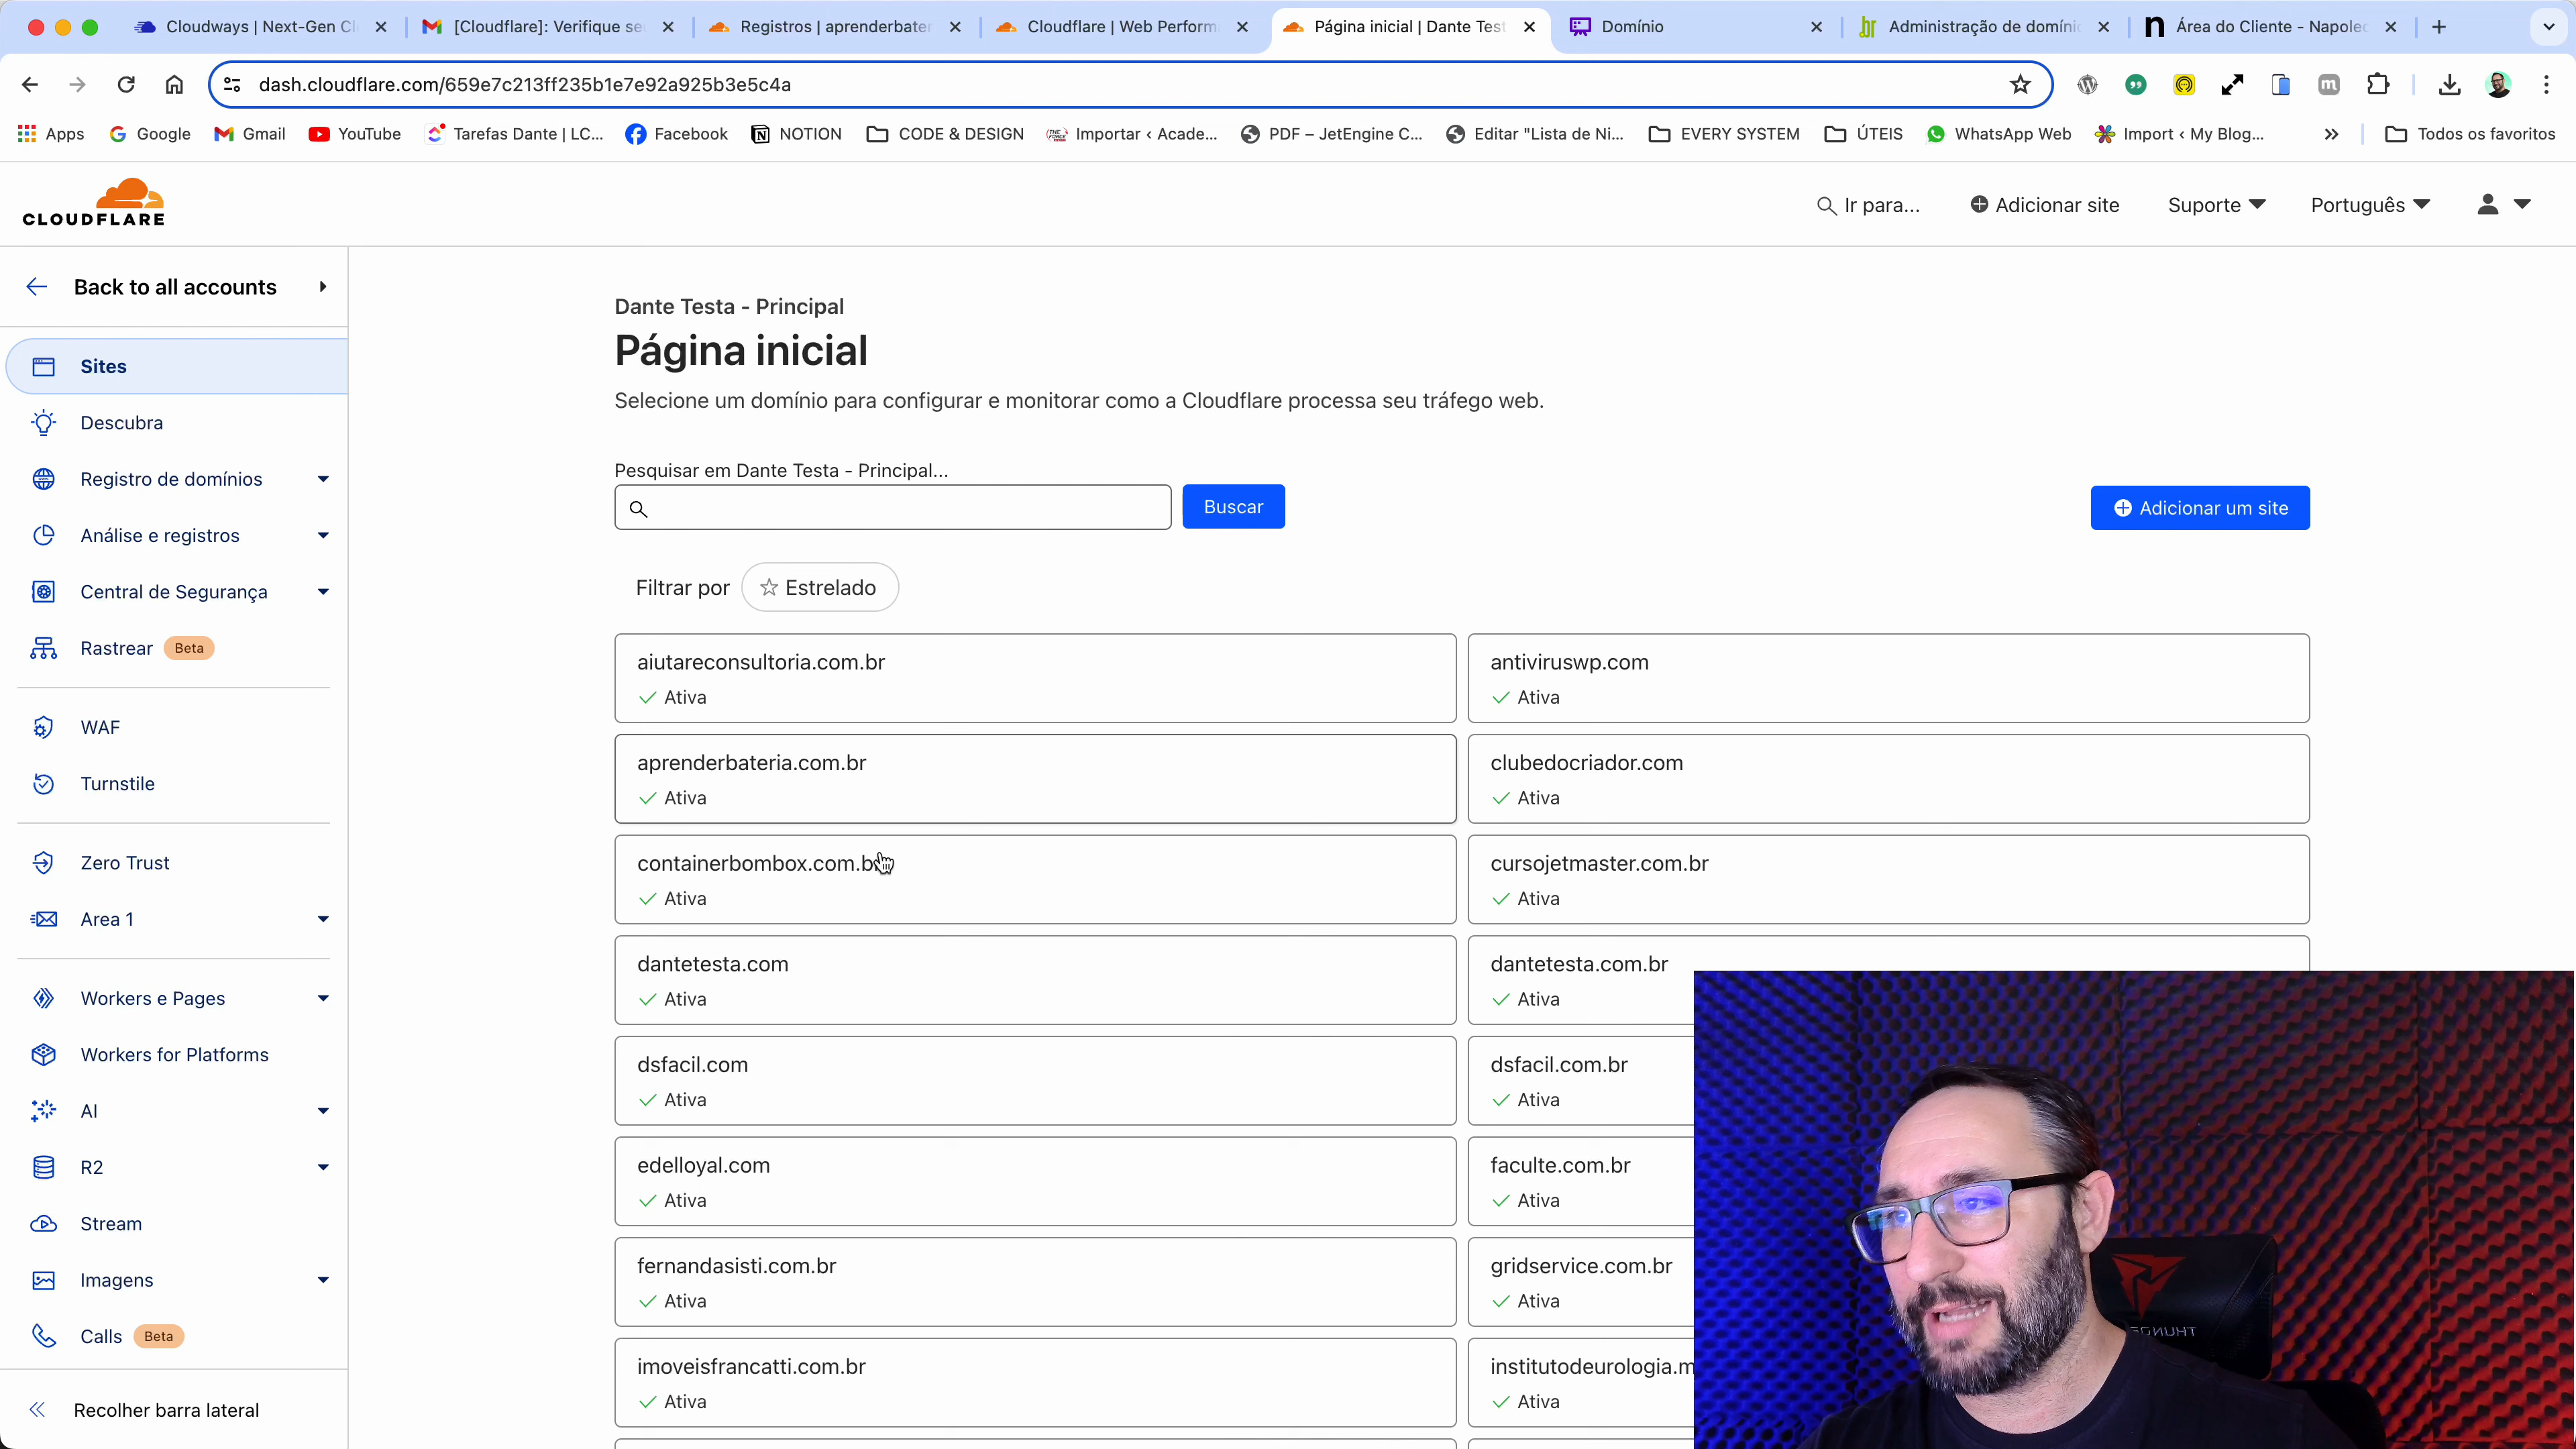 Cloudways | Next-Gen Cl
[Cloudflare]: Verifique se
Registros | aprenderbater
Cloudflare | Web Perform
Página inicial | Dante Test
Domínio
Administração de domíni
Área do Cliente - Napoleo
dash.cloudflare.com/659e7c213ff235b1e7e92a925b3e5c4a
Apps
Google
Gmail
YouTube
Tarefas Dante | LC...
Facebook
NOTION
CODE & DESIGN
Importar ‹ Acade...
PDF – JetEngine C...
Editar "Lista de Ni...
EVERY SYSTEM
ÚTEIS
WhatsApp Web
Import ‹ My Blog...
Todos os favoritos
CLOUDFLARE
Ir para...
Adicionar site
Suporte
Português
Back to all accounts
Sites
Descubra
Registro de domínios
Análise e registros
Central de Segurança
Rastrear Beta
WAF
Turnstile
Zero Trust
Area 1
Workers e Pages
Workers for Platforms
AI
R2
Stream
Imagens
Calls Beta
Recolher barra lateral
Dante Testa - Principal
Página inicial
Selecione um domínio para configurar e monitorar como a Cloudflare processa seu tráfego web.
Pesquisar em Dante Testa - Principal...
Buscar
Adicionar um site
Filtrar por
Estrelado
aiutareconsultoria.com.br
Ativa
antiviruswp.com
Ativa
aprenderbateria.com.br
Ativa
clubedocriador.com
Ativa
containerbombox.com.br
Ativa
cursojetmaster.com.br
Ativa
dantetesta.com
Ativa
dantetesta.com.br
Ativa
dsfacil.com
Ativa
dsfacil.com.br
Ativa
edelloyal.com
Ativa
faculte.com.br
Ativa
fernandasisti.com.br
Ativa
gridservice.com.br
Ativa
imoveisfrancatti.com.br
Ativa
institutodeurologia.m
Ativa